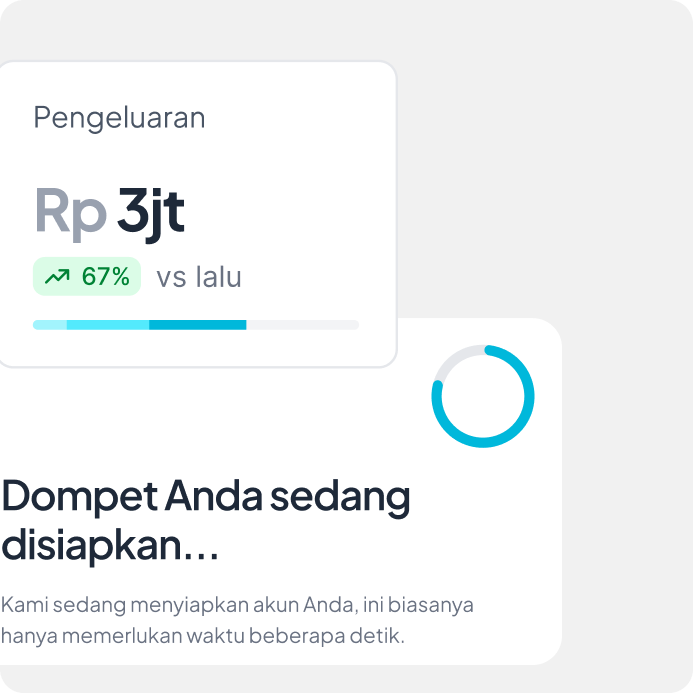 Pengeluaran
Rp 3jt
67% vs lalu
Dompet Anda sedang
disiapkan...
Kami sedang menyiapkan akun Anda, ini biasanya
hanya memerlukan waktu beberapa detik.